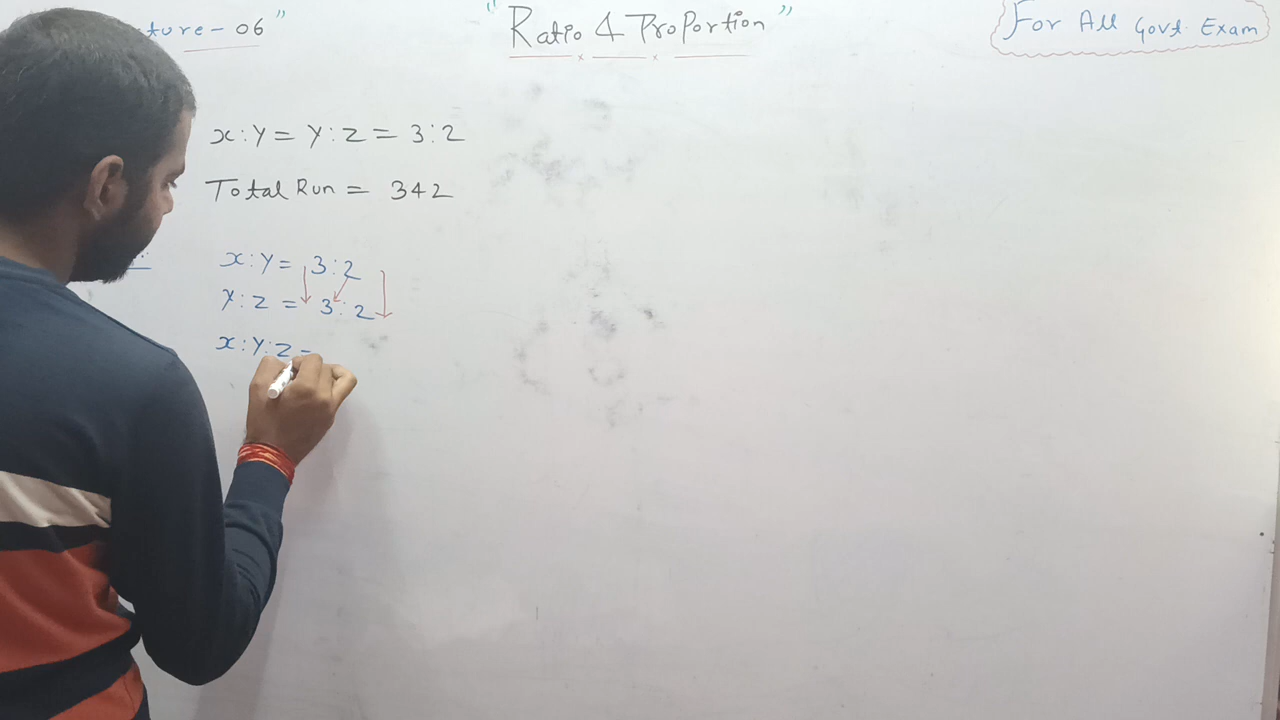 ture - 06 "
" Ratio & Proportion "
For All Govt. Exam
x : y = y : z = 3 : 2
Total Run = 342
x : y = 3 : 2
y : z = 3 : 2
x : y : z =